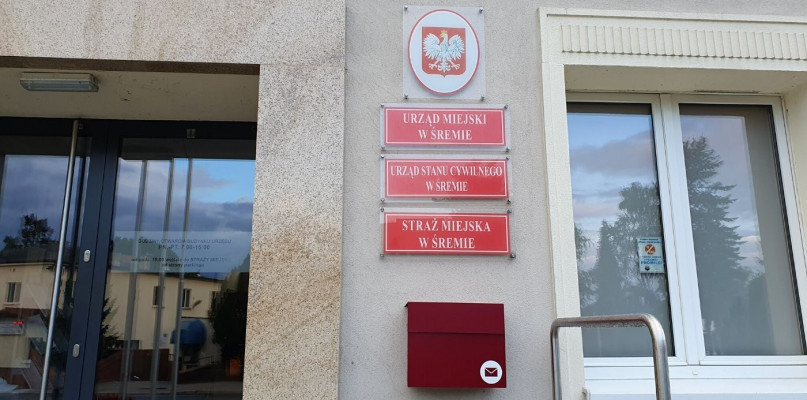 URZĄD MIEJSKI
W ŚREMIE
URZĄD STANU CYWILNEGO
W ŚREMIE
STRAŻ MIEJSKA
W ŚREMIE